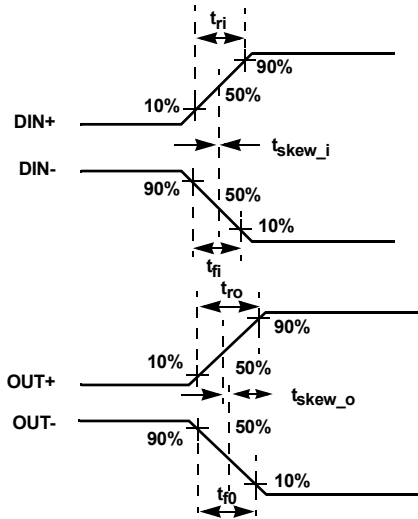 tri
90%
10%
50%
DIN+
tskew_i
DIN-
90%
50%
10%
tfi
tro
90%
10%
50%
OUT+
tskew_o
OUT-
50%
90%
10%
tf0